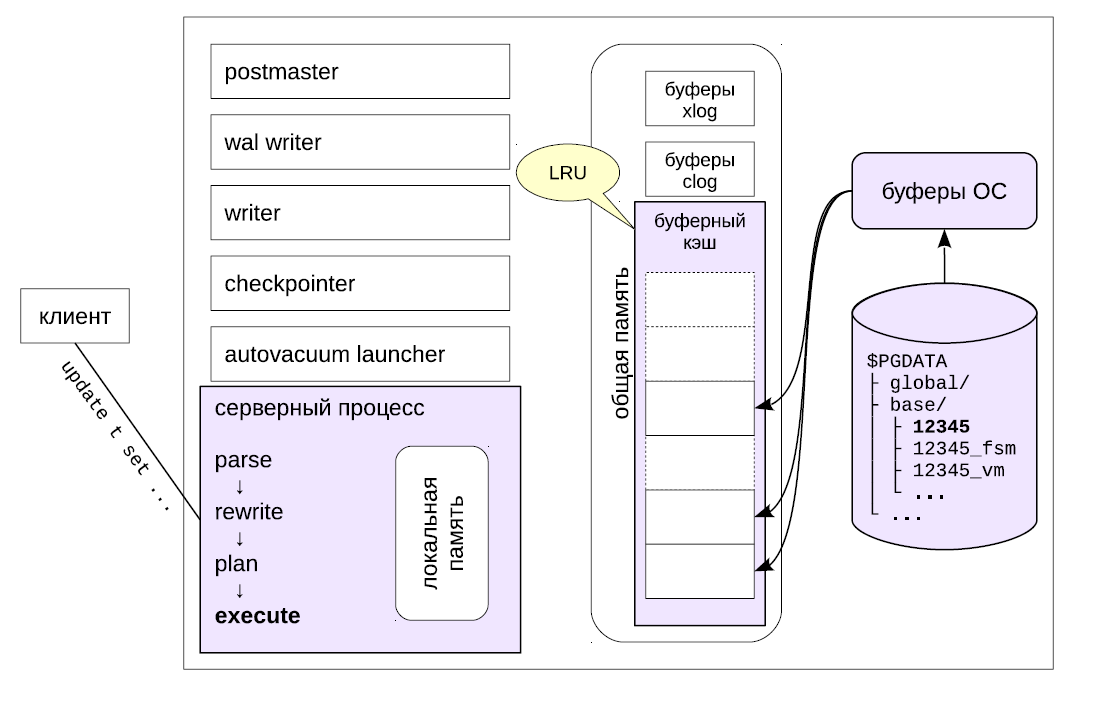 postmaster
wal writer
writer
checkpointer
autovacuum launcher
клиент
update t set ...
серверный процесс
parse
↓
rewrite
↓
plan
↓
execute
локальная
память
LRU
общая память
буферы
xlog
буферы
clog
буферный
кэш
буферы ОС
$PGDATA
├ global/
├ base/
│ ├ 12345
│ ├ 12345_fsm
│ ├ 12345_vm
│ └ ...
└ ...